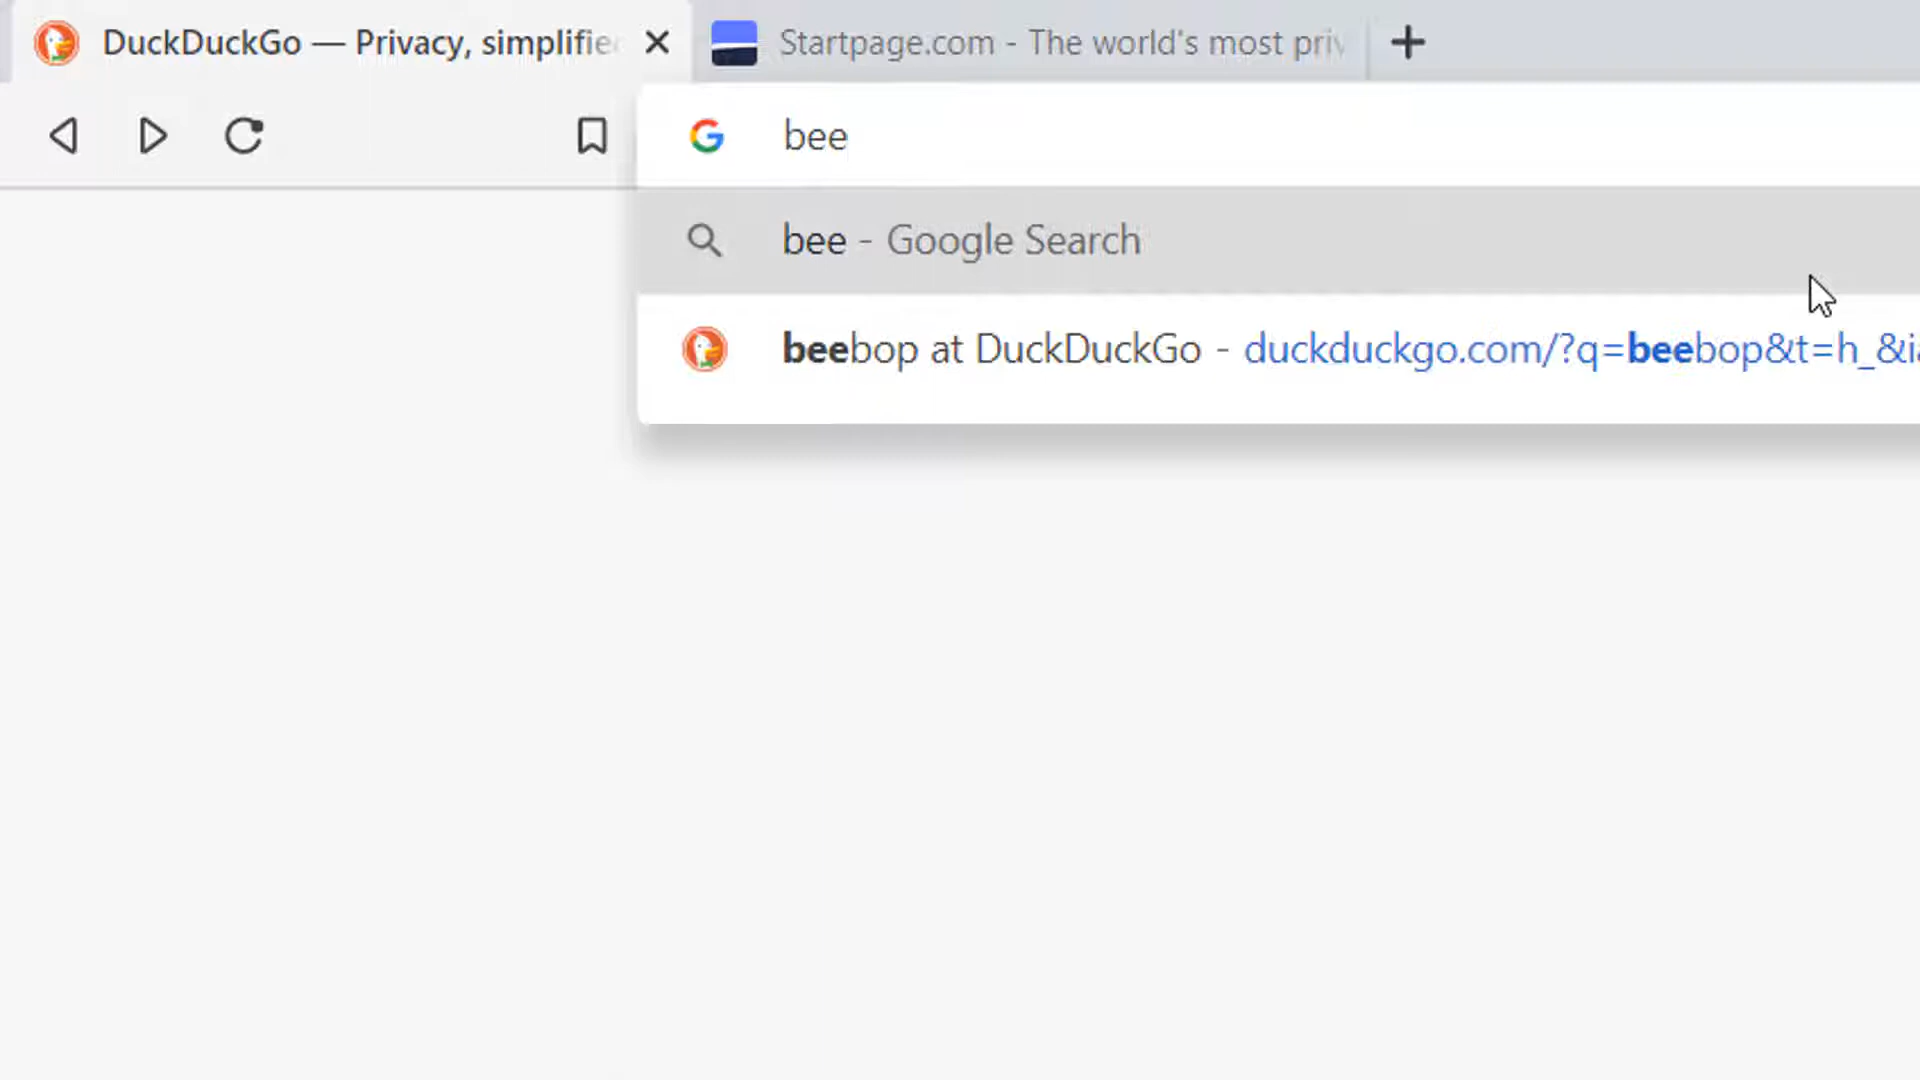 DuckDuckGo — Privacy, simplifie
Startpage.com - The world's most priv
bee
bee - Google Search
beebop at DuckDuckGo - duckduckgo.com/?q=beebop&t=h_&ia